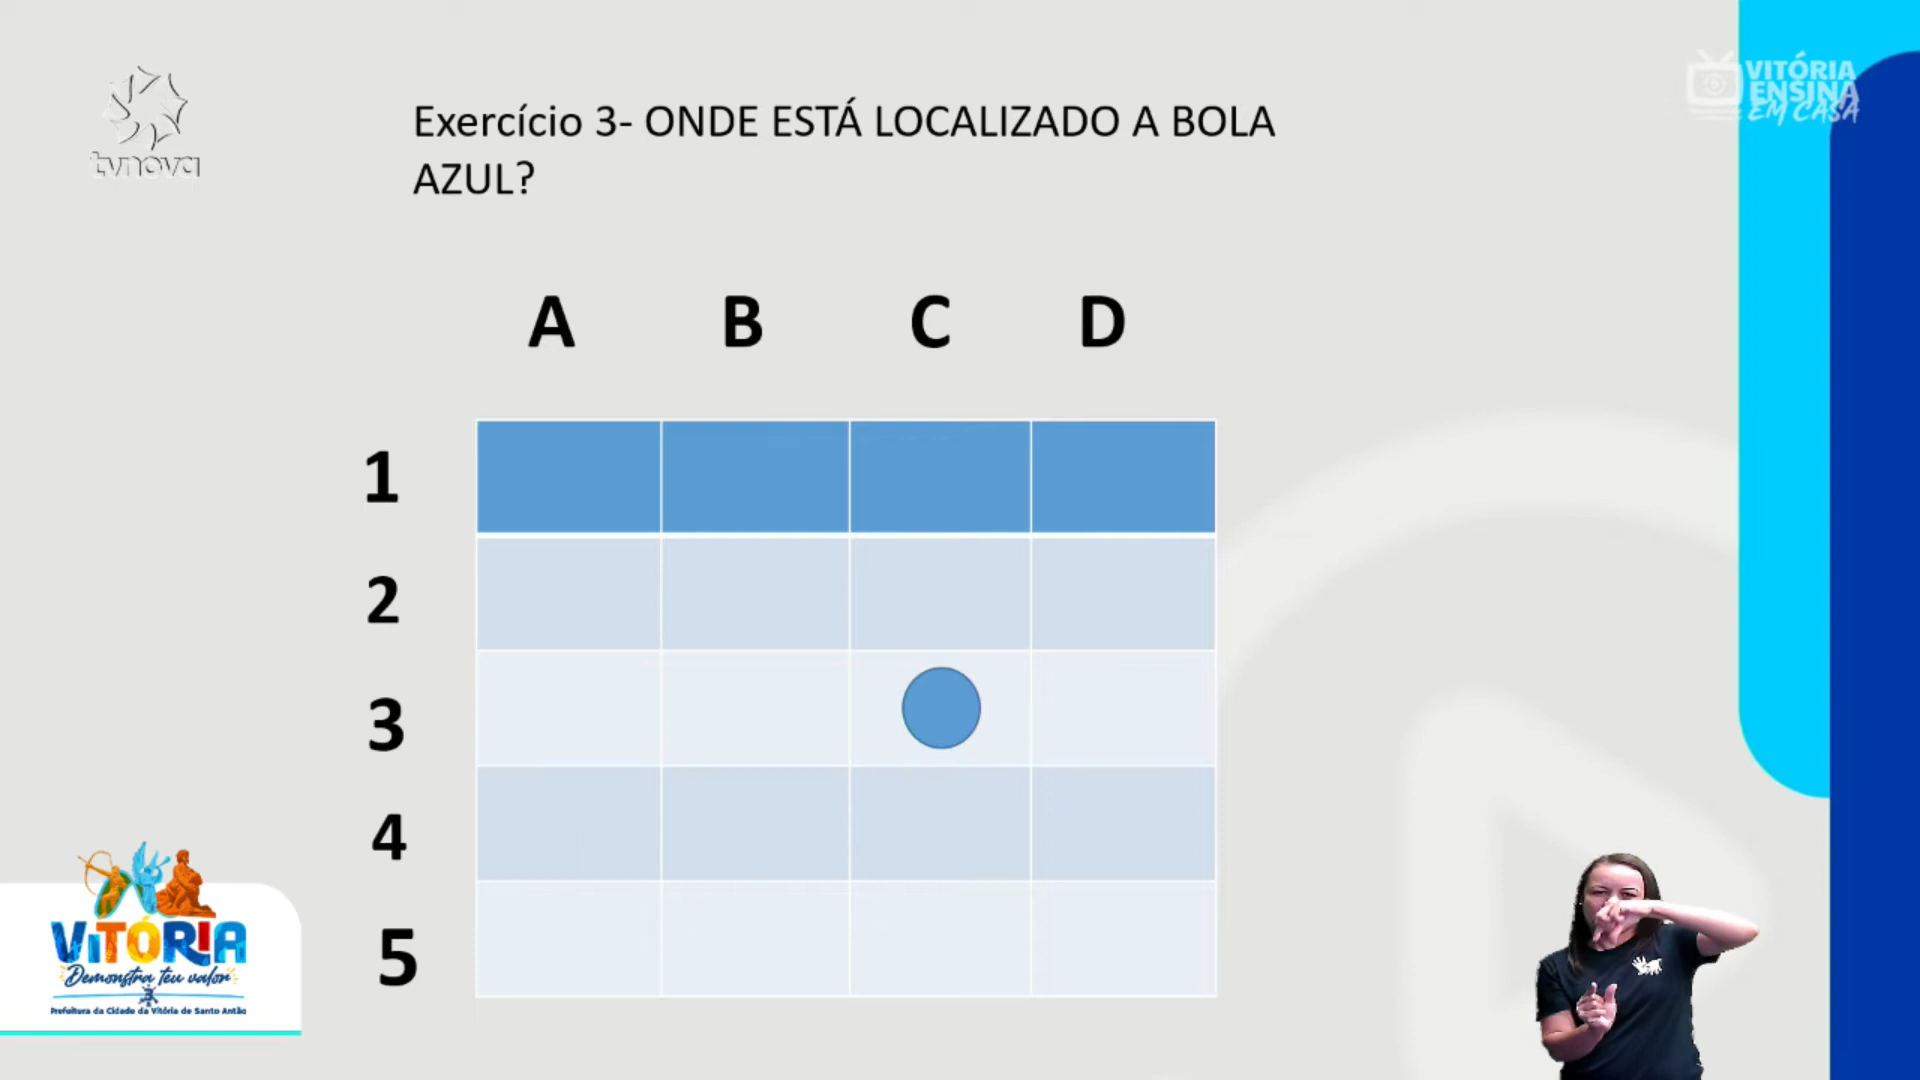 tvnova
VITÓRIA
ENSINA
EM CASA
Exercício 3- ONDE ESTÁ LOCALIZADO A BOLA
AZUL?
A B C D
1
2
3
4
5
VITÓRIA
Demonstra teu valor
Prefeitura da Cidade da Vitória de Santo Antão